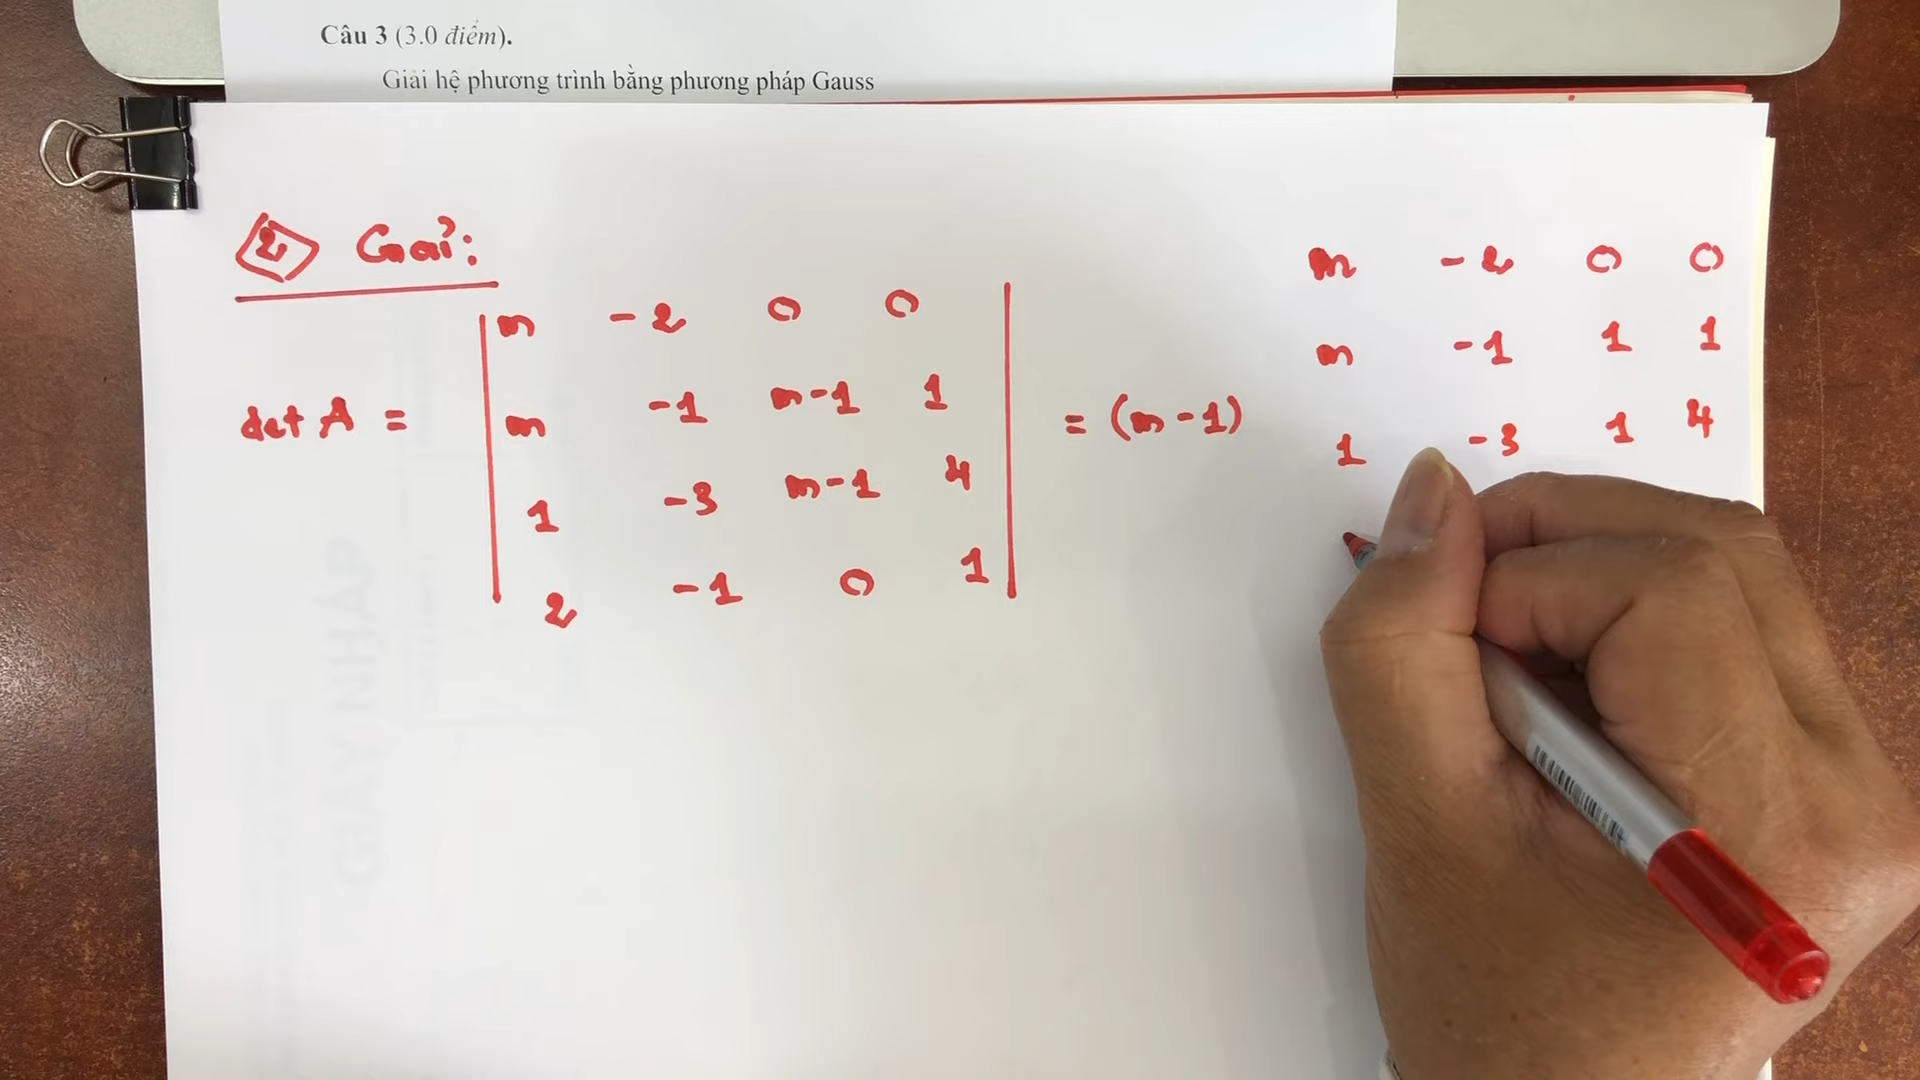 Câu 3 (3.0 điểm).
Giải hệ phương trình bằng phương pháp Gauss
2 Giải:
m -2 0 0
m -1 m-1 1
1 -3 m-1 4
2 -1 0 1
det A = = (m-1)
m -2 0 0
m -1 1 1
1 -3 1 4
GIẤY NHÁP